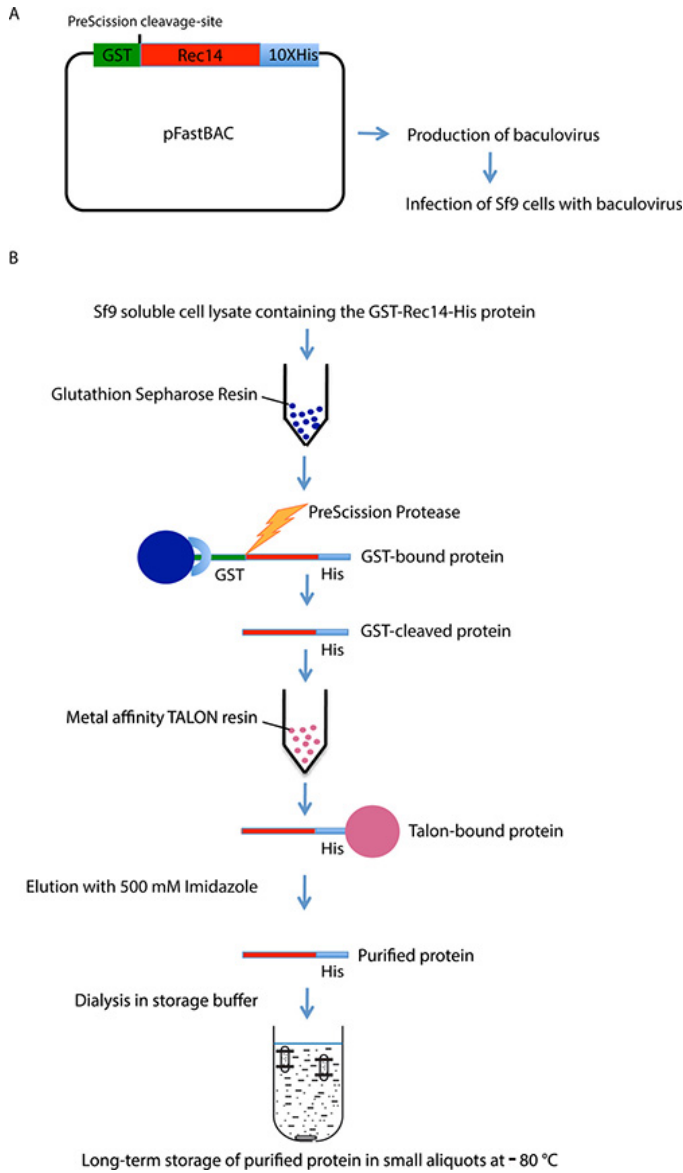 A
PreScission cleavage-site
GST Rec14 10XHis
pFastBAC
Production of baculovirus
Infection of Sf9 cells with baculovirus
B
Sf9 soluble cell lysate containing the GST-Rec14-His protein
Glutathion Sepharose Resin
PreScission Protease
GST-bound protein
GST His
GST-cleaved protein
His
Metal affinity TALON resin
Talon-bound protein
His
Elution with 500 mM Imidazole
Purified protein
His
Dialysis in storage buffer
Long-term storage of purified protein in small aliquots at − 80 °C